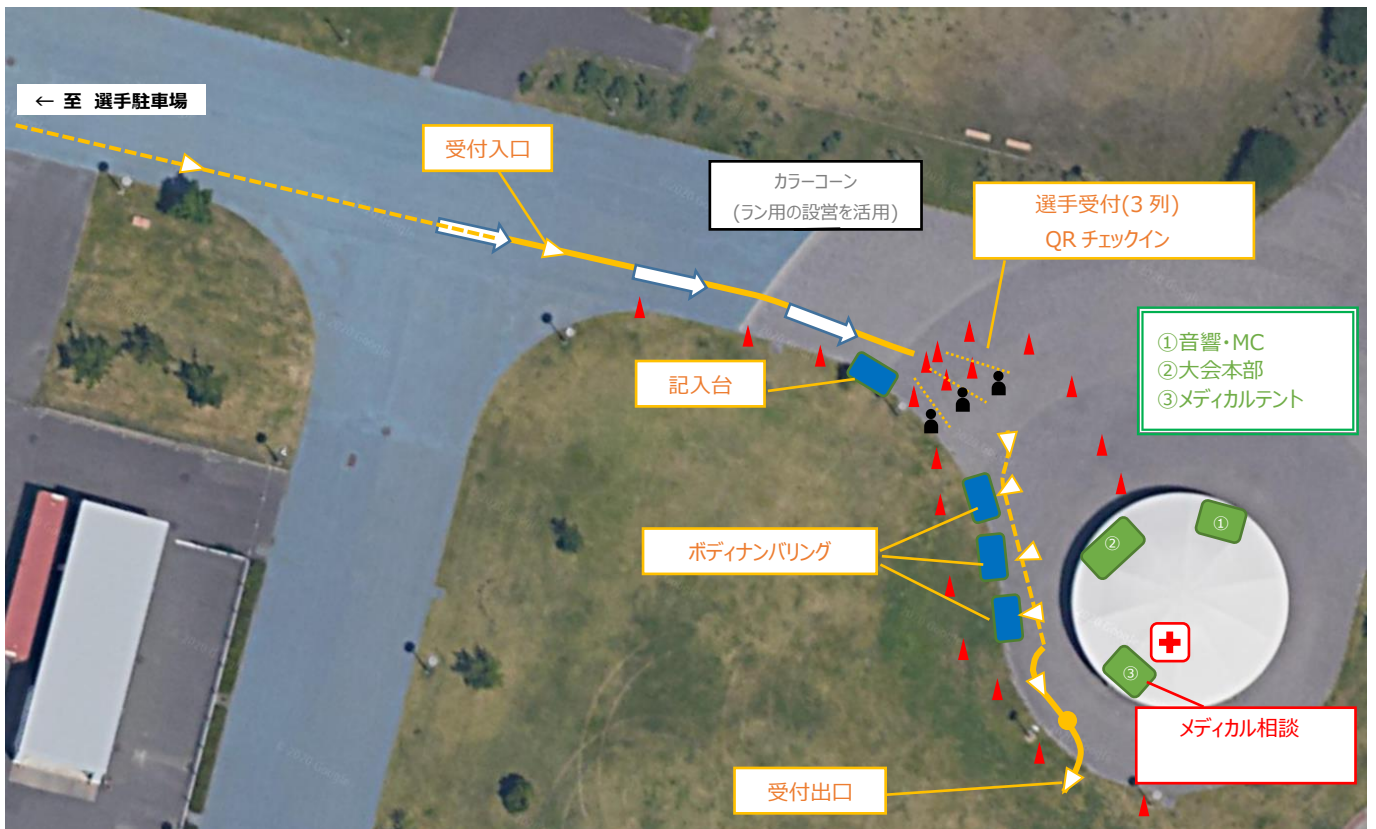 ← 至 選手駐車場
受付入口
カラーコーン
(ラン用の設営を活用)
選手受付(3 列)
QR チェックイン
①音響・MC
②大会本部
③メディカルテント
記入台
ボディナンバリング
①
②
③
メディカル相談
受付出口